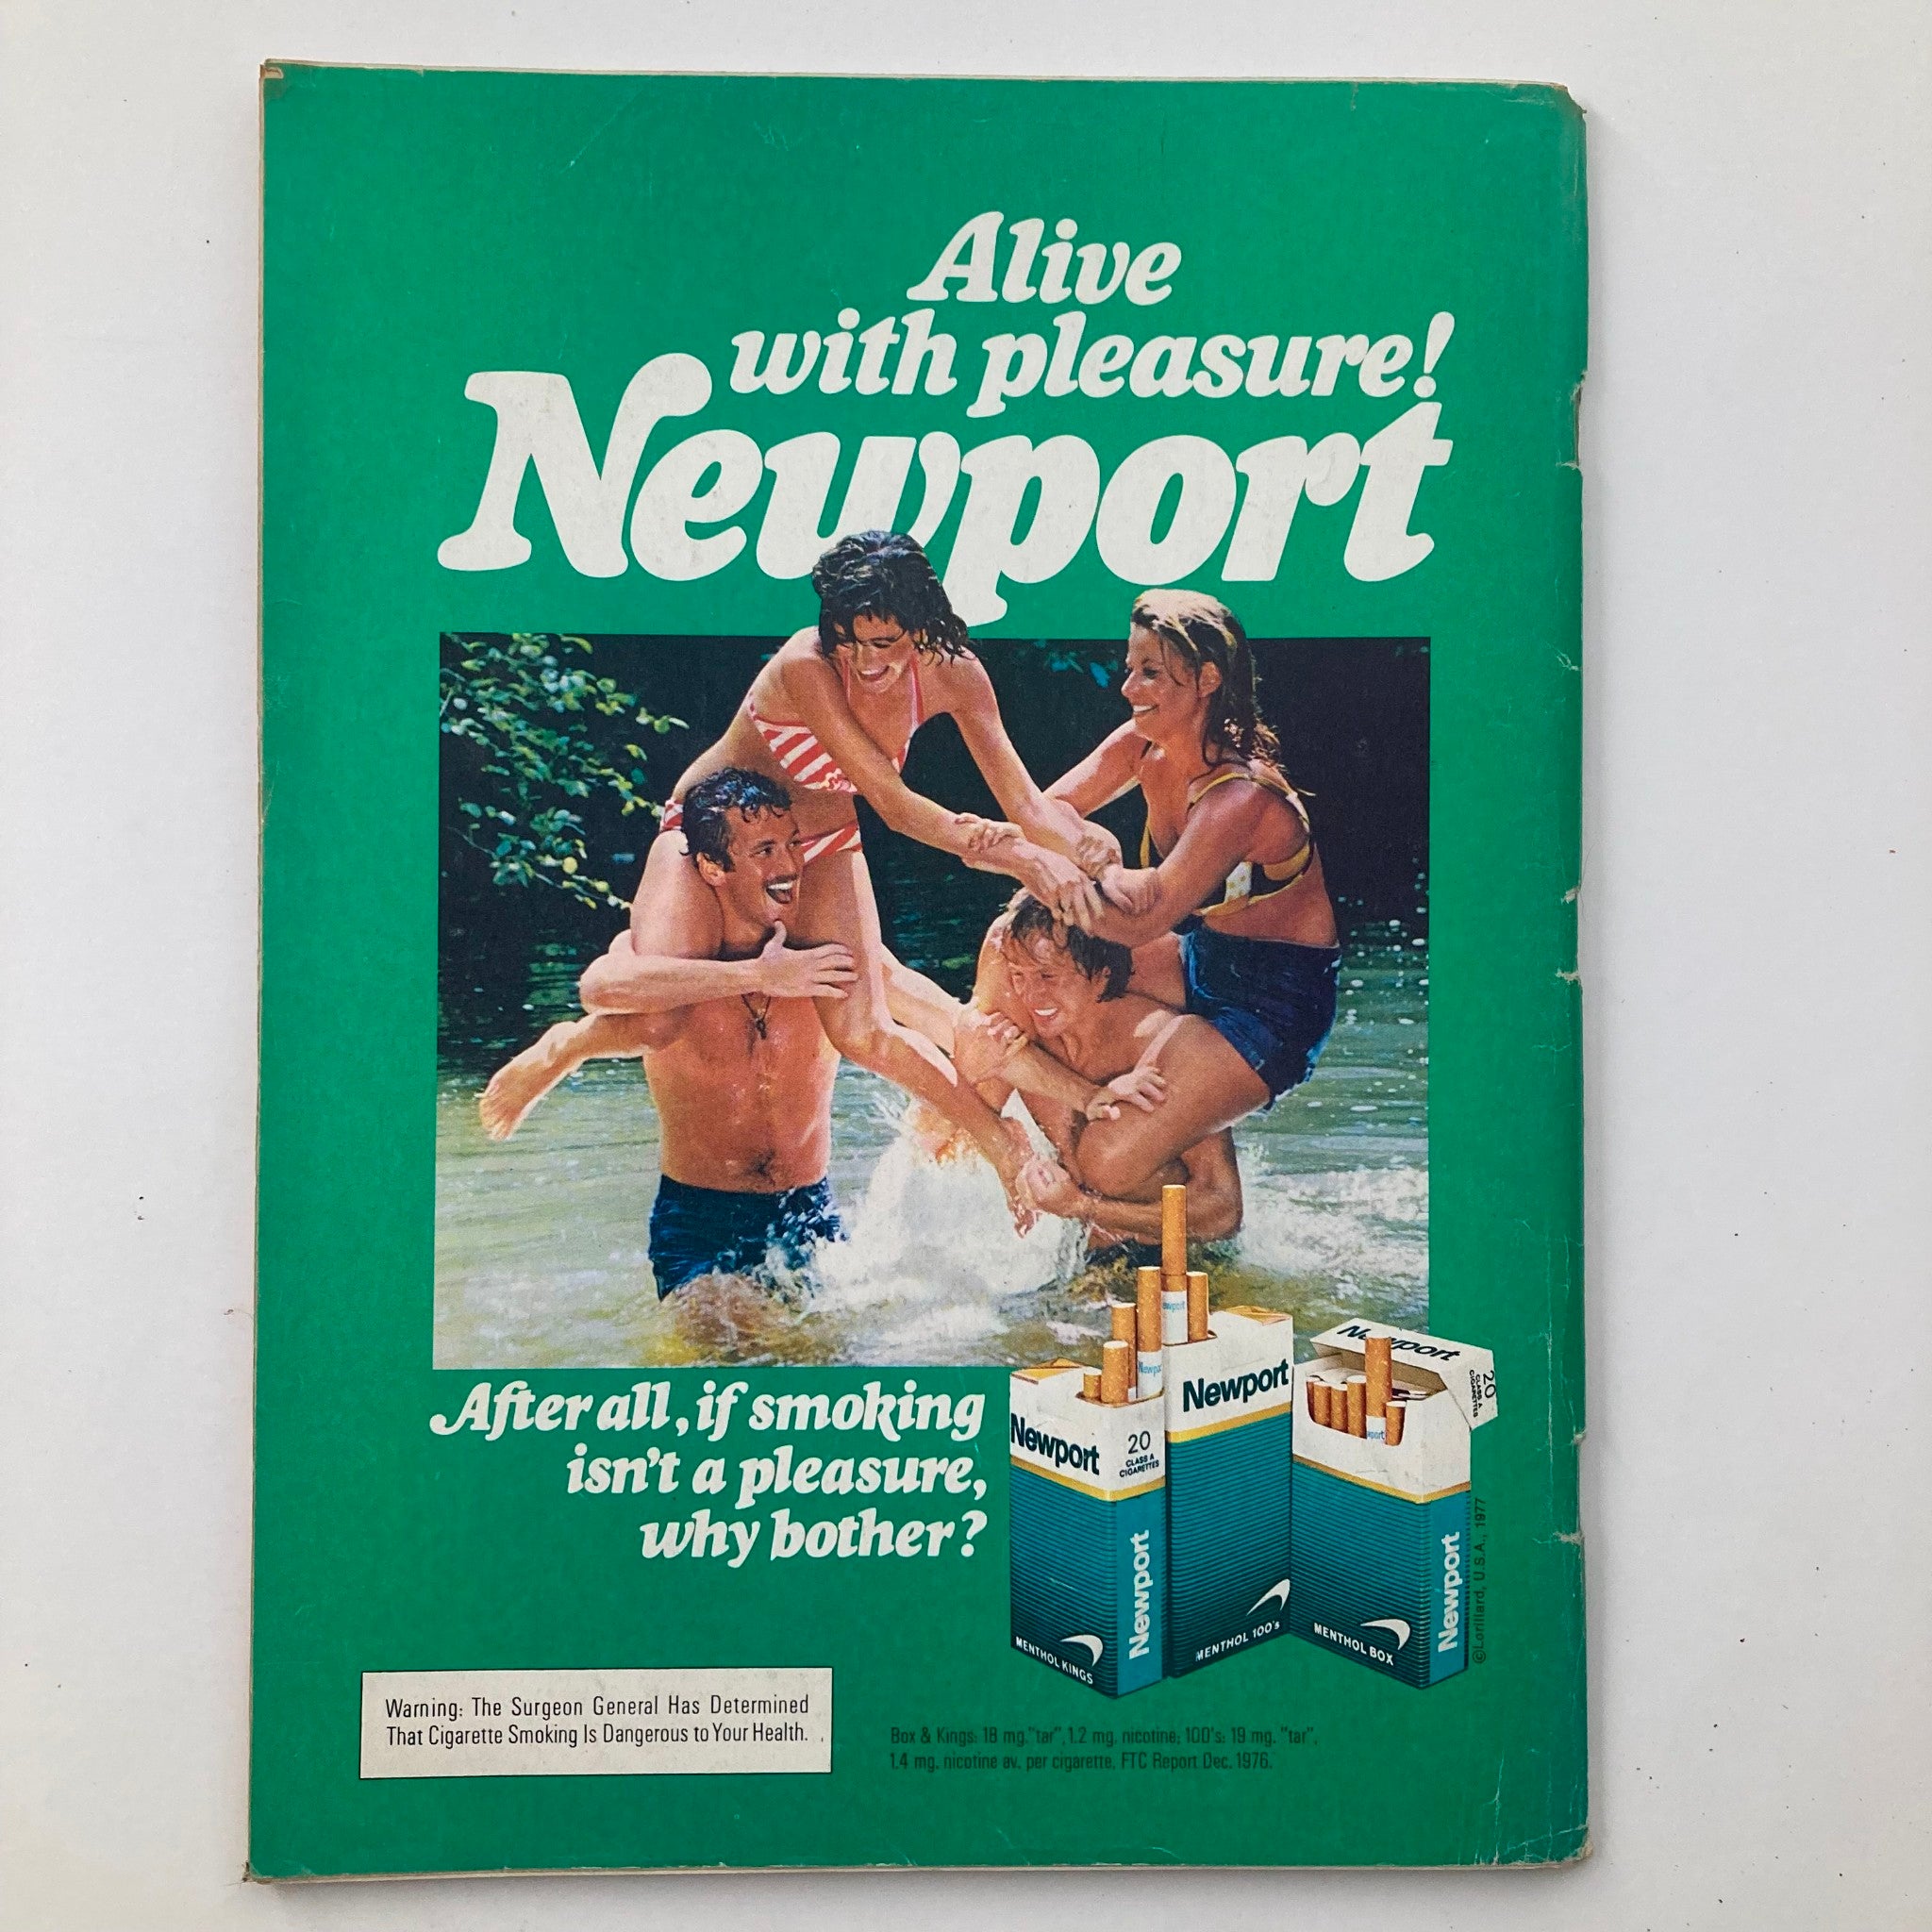 Alive
with pleasure!
Newport
After all, if smoking
isn't a pleasure,
why bother?
Newport
20
CLASS A
CIGARETTES
Newport
MENTHOL KINGS
Newport
Newport
MENTHOL 100's
Newport
20
CLASS A
CIGARETTES
Newport
MENTHOL BOX
©Lorillard, U.S.A., 1977
Warning: The Surgeon General Has Determined
That Cigarette Smoking Is Dangerous to Your Health.
Box & Kings: 18 mg. "tar", 1.2 mg. nicotine; 100's: 19 mg. "tar",
1.4 mg. nicotine av. per cigarette, FTC Report Dec. 1976.